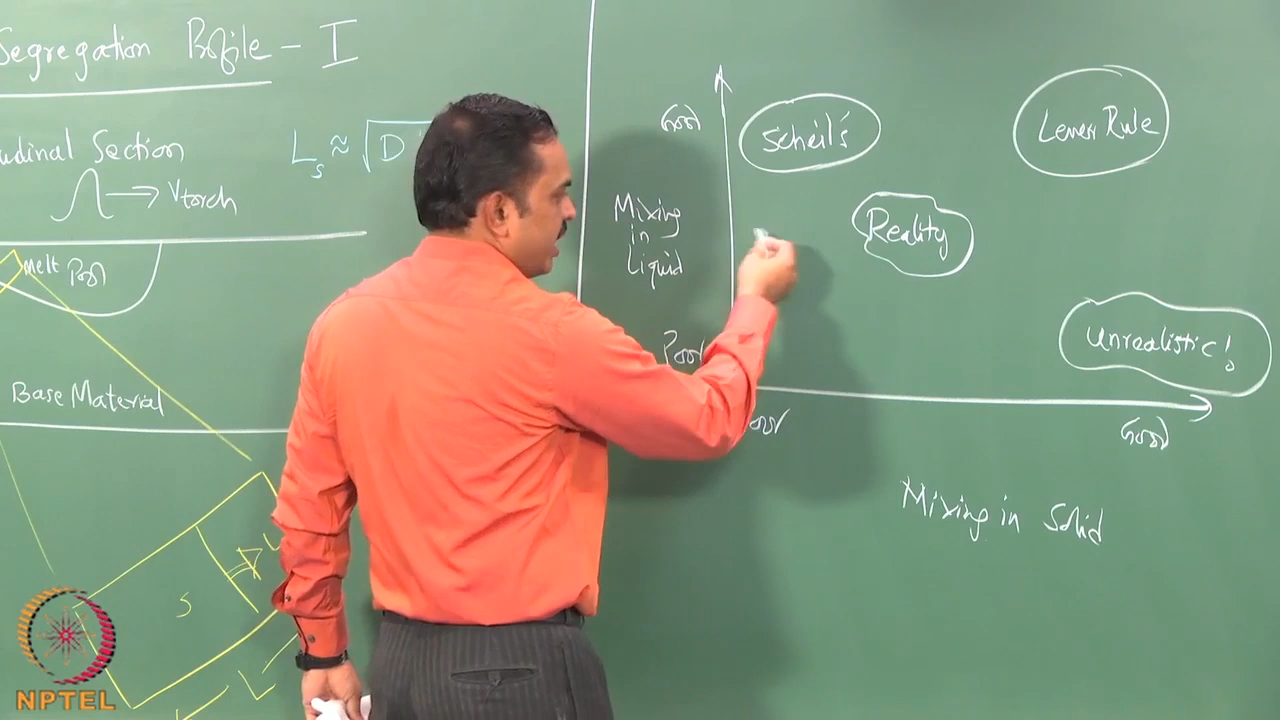 Segregation Profile - I
udinal Section
Vtorch
Melt Pool
Base Material
S
L
Ls ≈ √D
Good
Mixing
in
Liquid
Poor
Scheil's
Lever Rule
Reality
Unrealistic!
oor
Good
Mixing in Solid
NPTEL